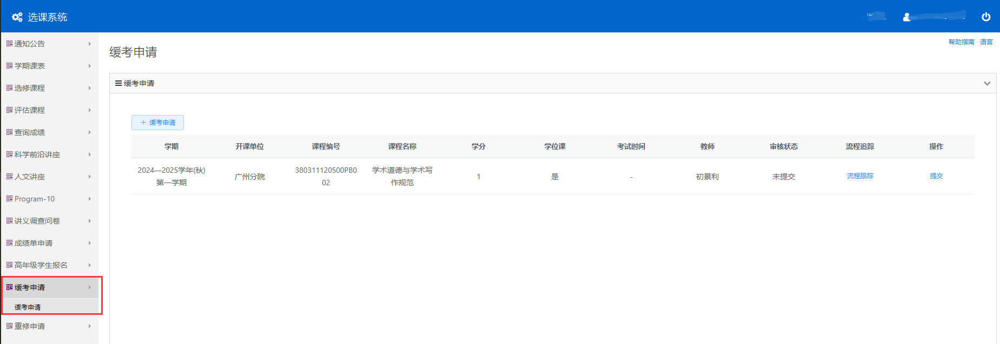 选课系统
帮助指南 语言
通知公告
学期课表
选修课程
评估课程
查询成绩
科学前沿讲座
人文讲座
Program-10
讲义调查问卷
成绩单申请
高年级学生报名
缓考申请
缓考申请
重修申请
缓考申请
缓考申请
缓考申请
学期 开课单位 课程编号 课程名称 学分 学位课 考试时间 教师 审核状态 流程追踪 操作
2024—2025学年(秋) 380311120500PB0 学术道德与学术写
广州分院 1 是 - 初景利 未提交 流程跟踪 提交
第一学期 02 作规范